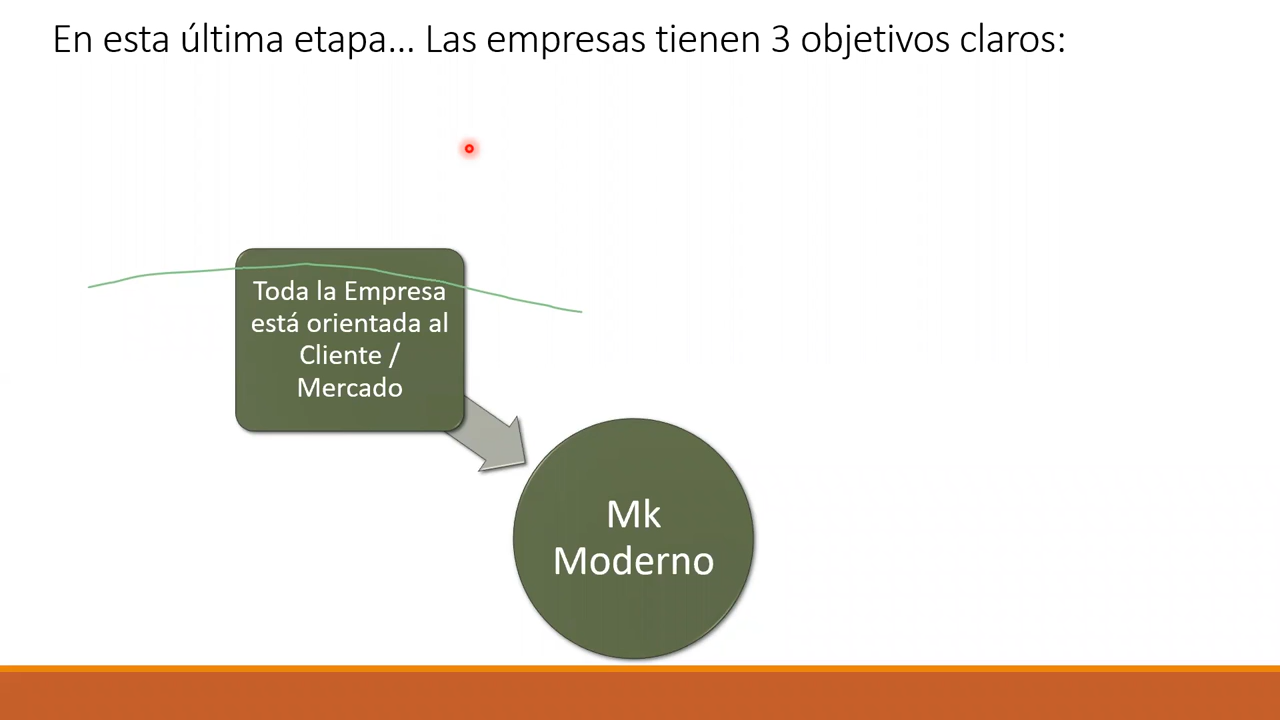 En esta última etapa... Las empresas tienen 3 objetivos claros:
Toda la Empresa
está orientada al
Cliente /
Mercado
Mk
Moderno